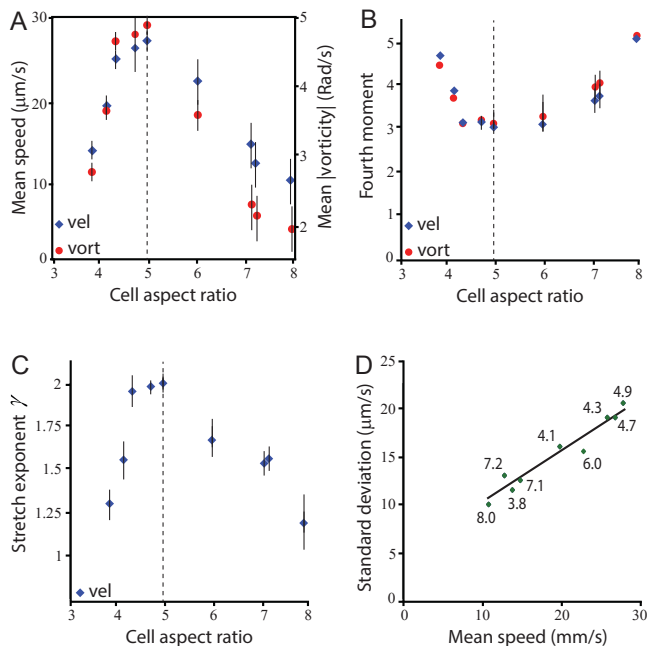 A
Mean speed (μm/s)
30
20
10
0
5
4
3
2
Mean |vorticity| (Rad/s)
vel
vort
3 4 5 6 7 8
Cell aspect ratio
B
Fourth moment
5
4
3
2
1
0
vel
vort
3 4 5 6 7 8
Cell aspect ratio
C
Stretch exponent γ
2
1.75
1.5
1.25
1
vel
3 4 5 6 7 8
Cell aspect ratio
D
Standard deviation (μm/s)
25
20
15
10
5
0
4.9
4.3
4.7
4.1
6.0
7.2
7.1
3.8
8.0
0 10 20 30
Mean speed (mm/s)